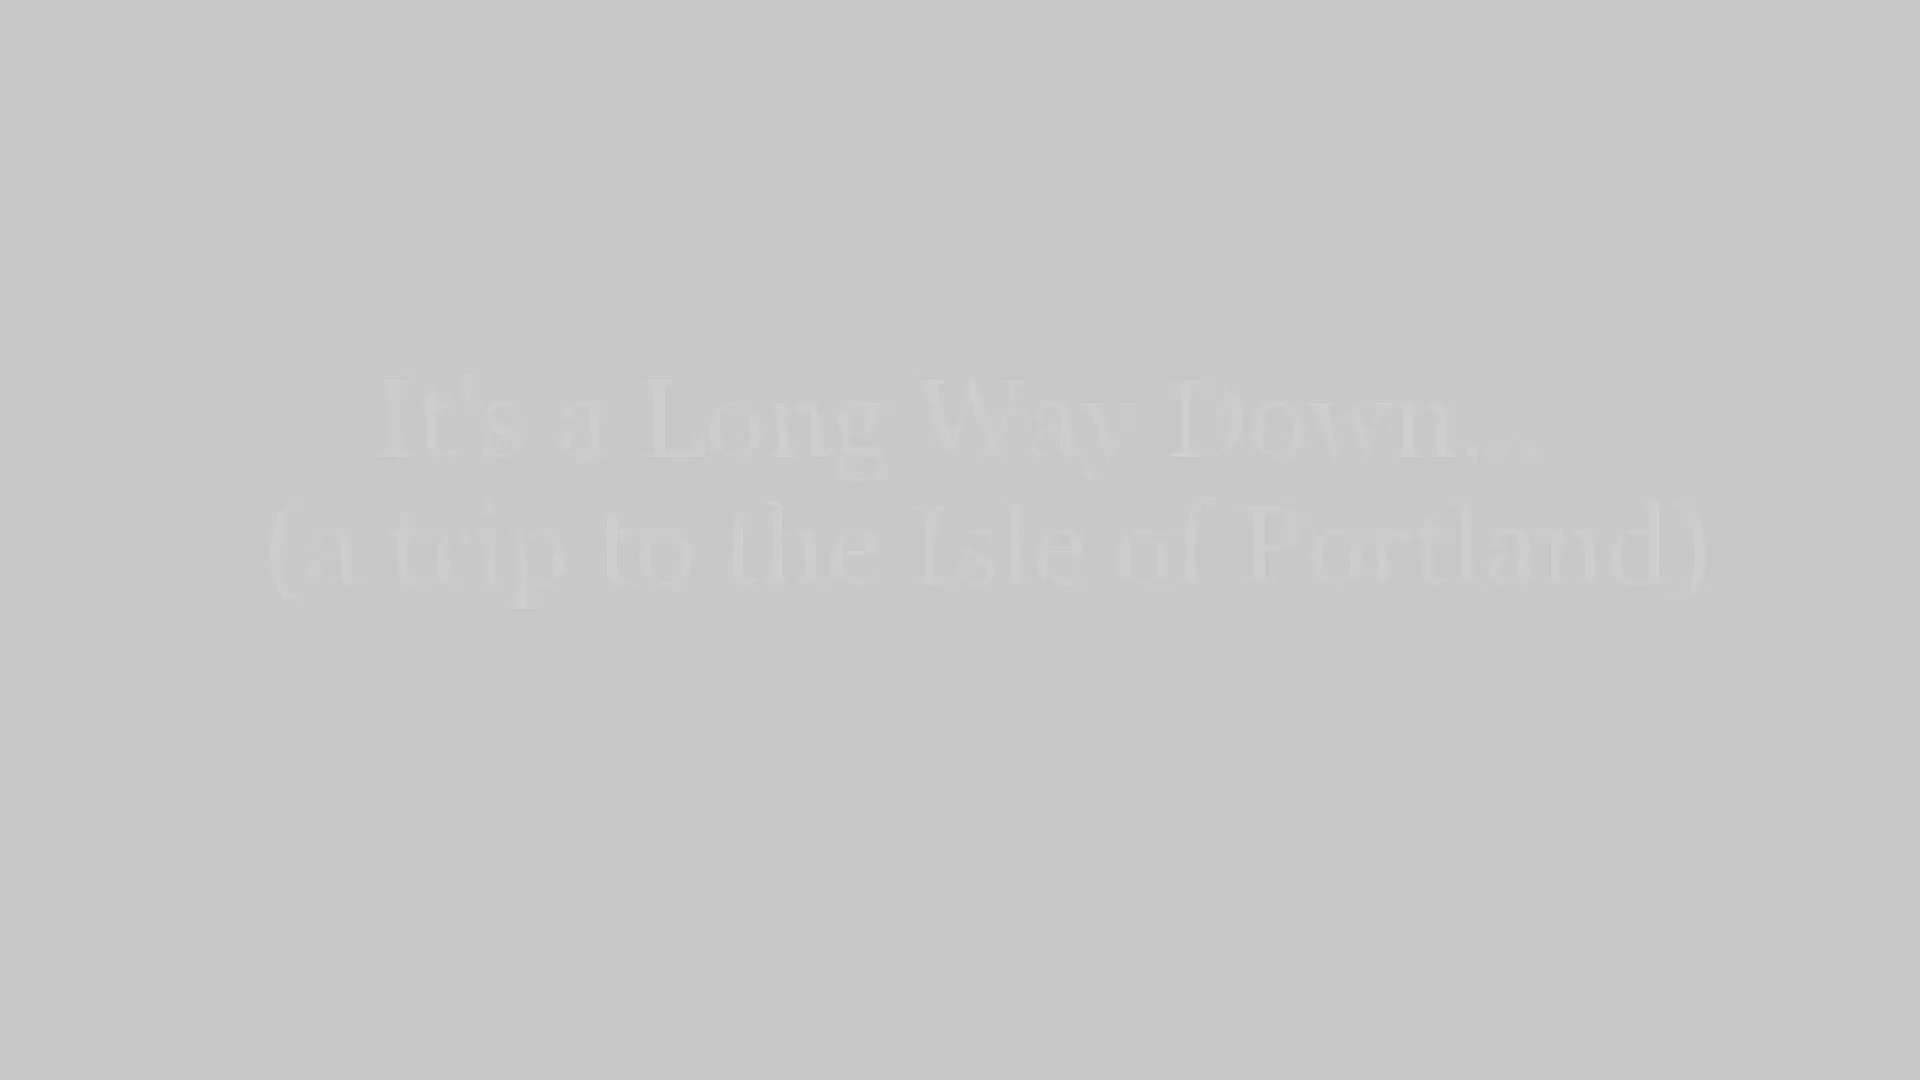 It's a Long Way Down....
(a trip to the Isle of Portland)